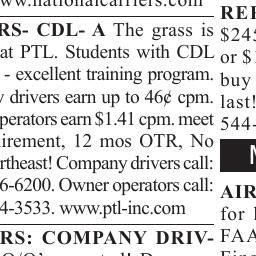 ww.nationalcarriers.com
RS- CDL- A The grass is
at PTL. Students with CDL
- excellent training program.
drivers earn up to 46¢ cpm.
perators earn $1.41 cpm. meet
irement, 12 mos OTR, No
rtheast! Company drivers call:
6-6200. Owner operators call:
4-3533. www.ptl-inc.com
RS: COMPANY DRIV-
REE
$245
or $1
buy
last!
544-
AIR
for
FAA